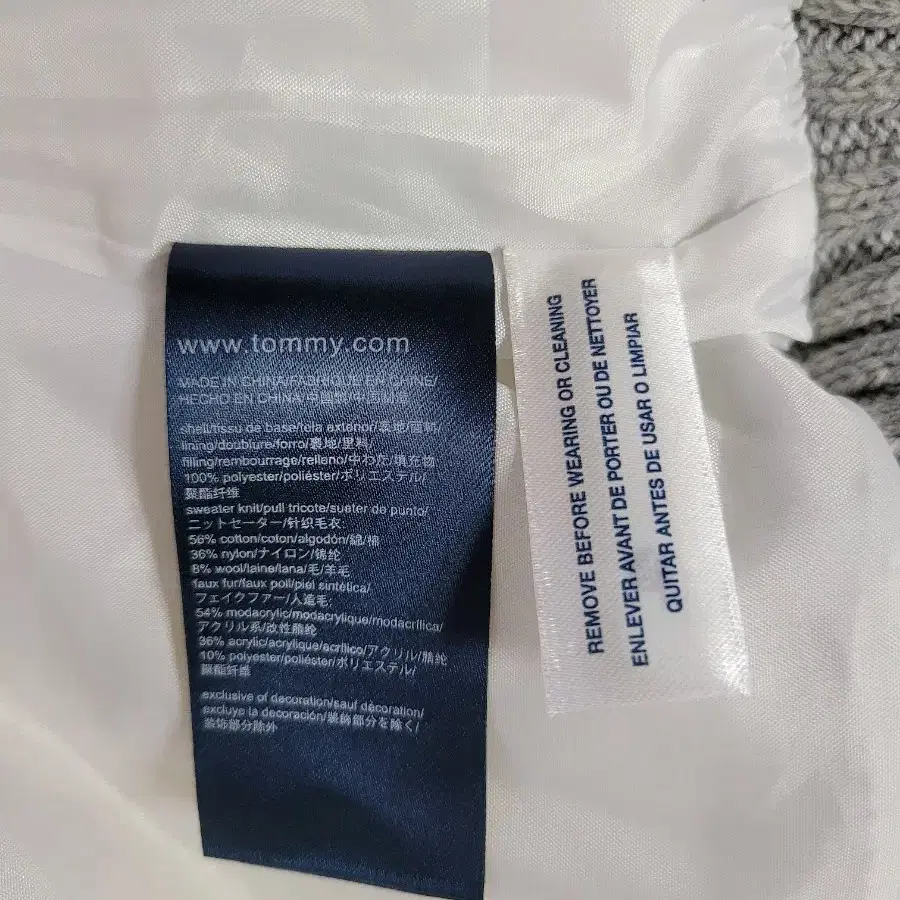 www.tommy.com
MADE IN CHINA/FABRIQUE EN CHINE/
HECHO EN CHINA/中国製/中国制造
shell/tissu de base/tela exterior/表地/面料
lining/doublure/forro/裏地/里料
filling/rembourrage/relleno/中わた/填充物
100% polyester/poliéster/ポリエステル/
聚酯纤维
sweater knit/pull tricote/suéter de punto/
ニットセーター/针织毛衣:
56% cotton/coton/algodón/綿/棉
36% nylon/ナイロン/锦纶
8% wool/laine/lana/毛/羊毛
faux fur/faux poil/piel sintética/
フェイクファー/人造毛:
54% modacrylic/modacrylique/modacrílica/
アクリル系/改性腈纶
36% acrylic/acrylique/acrílico/アクリル/腈纶
10% polyester/poliéster/ポリエステル/
聚酯纤维
exclusive of decoration/sauf décoration/
excluye la decoración/装飾部分を除く/
装饰部分除外
REMOVE BEFORE WEARING OR CLEANING
ENLEVER AVANT DE PORTER OU DE NETTOYER
QUITAR ANTES DE USAR O LIMPIAR